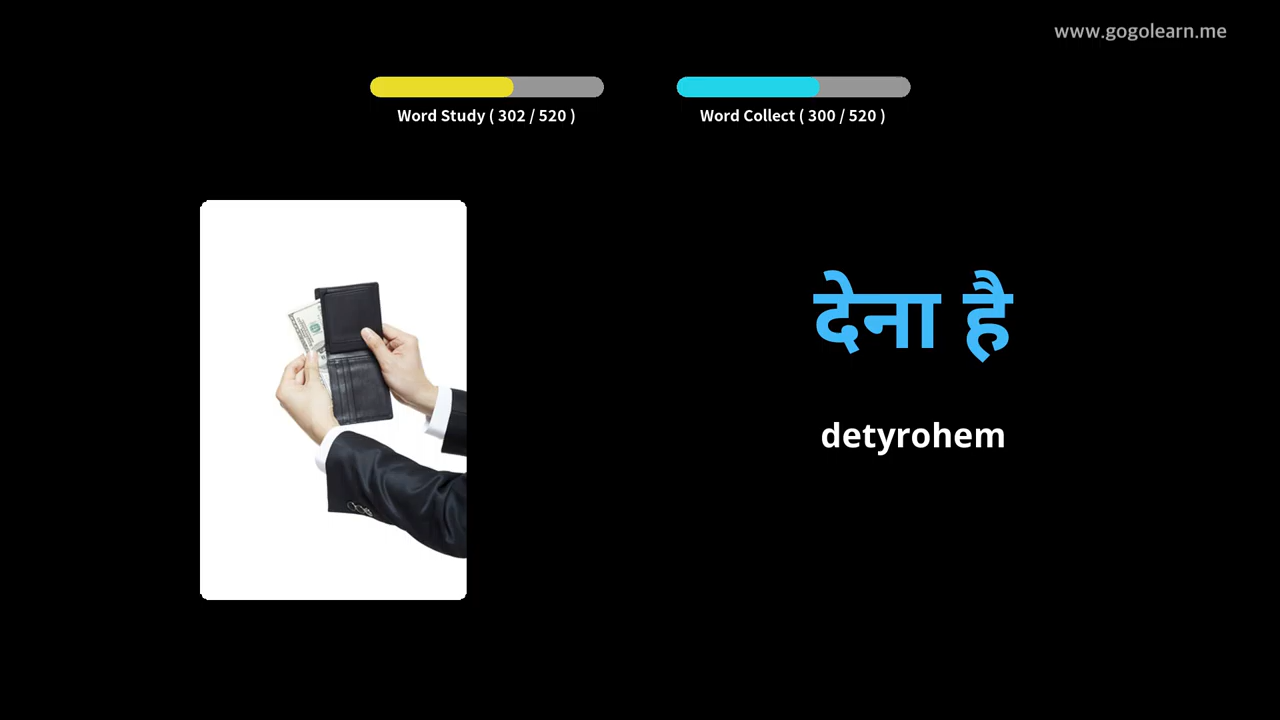 www.gogolearn.me
Word Study ( 302 / 520 )
Word Collect ( 300 / 520 )
देना है
detyrohem